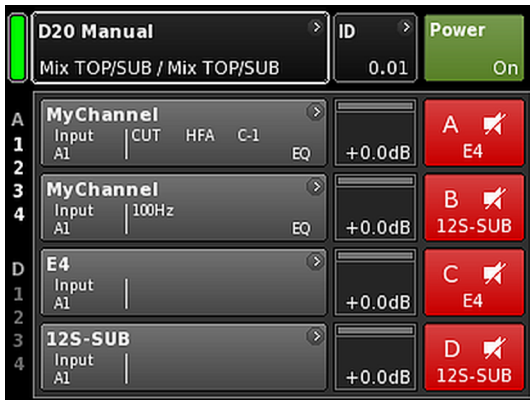 D20 Manual
Mix TOP/SUB / Mix TOP/SUB
ID
0.01
Power
On
A
1
2
3
4
D
1
2
3
4
MyChannel
Input
A1
CUT HFA C-1
EQ
+0.0dB
A
E4
MyChannel
Input
A1
100Hz
EQ
+0.0dB
B
12S-SUB
E4
Input
A1
+0.0dB
C
E4
12S-SUB
Input
A1
+0.0dB
D
12S-SUB